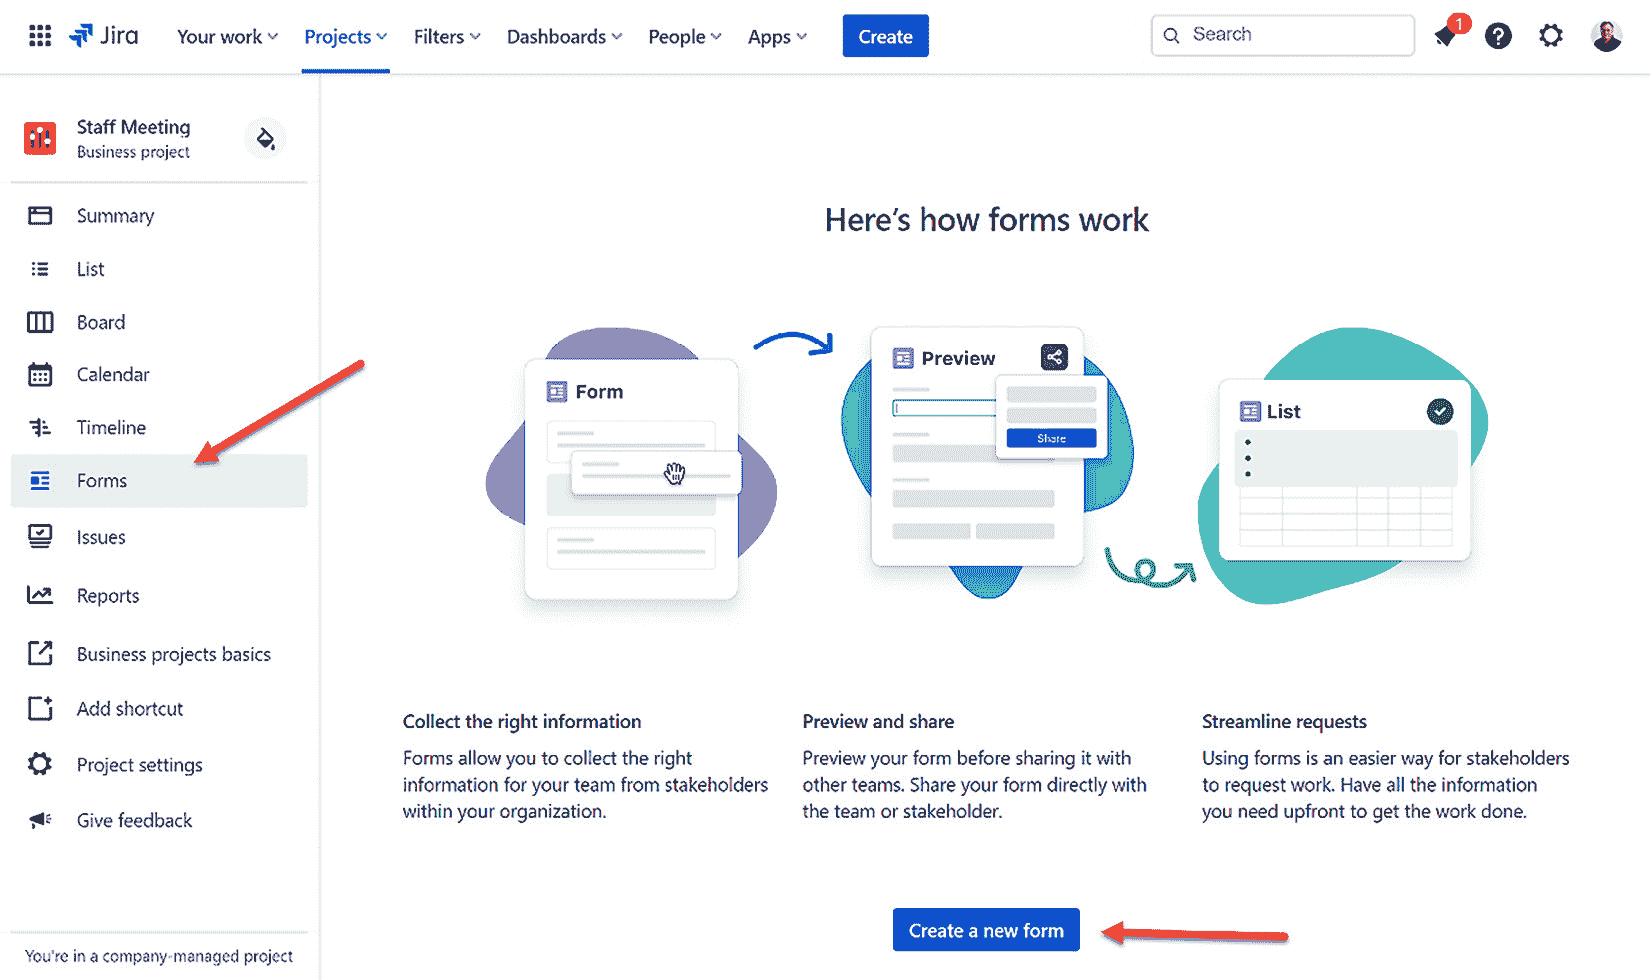 Jira
Your work
Projects
Filters
Dashboards
People
Apps
Create
Search
1
?
Staff Meeting
Business project
Summary
List
Board
Calendar
Timeline
Forms
Issues
Reports
Business projects basics
Add shortcut
Project settings
Give feedback
You're in a company-managed project
Here's how forms work
Form
Preview
Share
List
Collect the right information
Forms allow you to collect the right
information for your team from stakeholders
within your organization.
Preview and share
Preview your form before sharing it with
other teams. Share your form directly with
the team or stakeholder.
Streamline requests
Using forms is an easier way for stakeholders
to request work. Have all the information
you need upfront to get the work done.
Create a new form